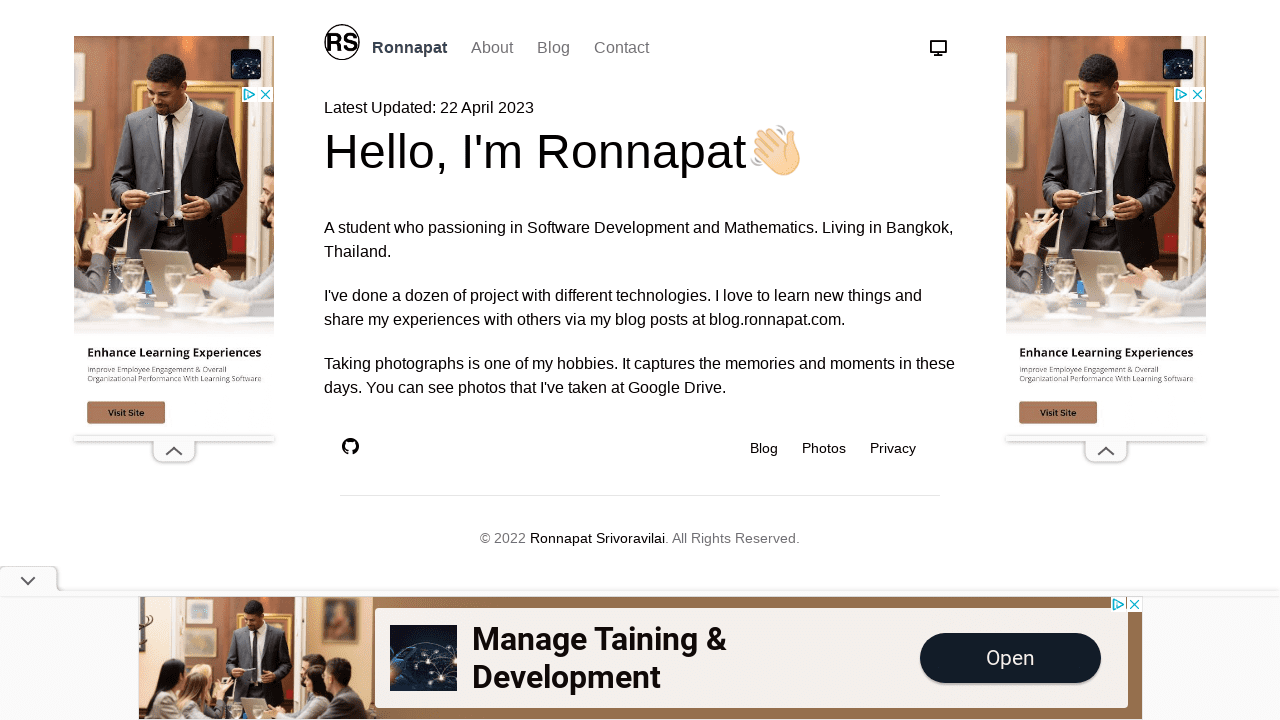 RS
Ronnapat About Blog Contact
Latest Updated: 22 April 2023
Hello, I'm Ronnapat
A student who passioning in Software Development and Mathematics. Living in Bangkok,
Thailand.
I've done a dozen of project with different technologies. I love to learn new things and
share my experiences with others via my blog posts at blog.ronnapat.com.
Taking photographs is one of my hobbies. It captures the memories and moments in these
days. You can see photos that I've taken at Google Drive.
Blog Photos Privacy
© 2022 Ronnapat Srivoravilai. All Rights Reserved.
Enhance Learning Experiences
Improve Employee Engagement & Overall
Organizational Performance With Learning Software
Visit Site
Enhance Learning Experiences
Improve Employee Engagement & Overall
Organizational Performance With Learning Software
Visit Site
Manage Taining &
Development
Open